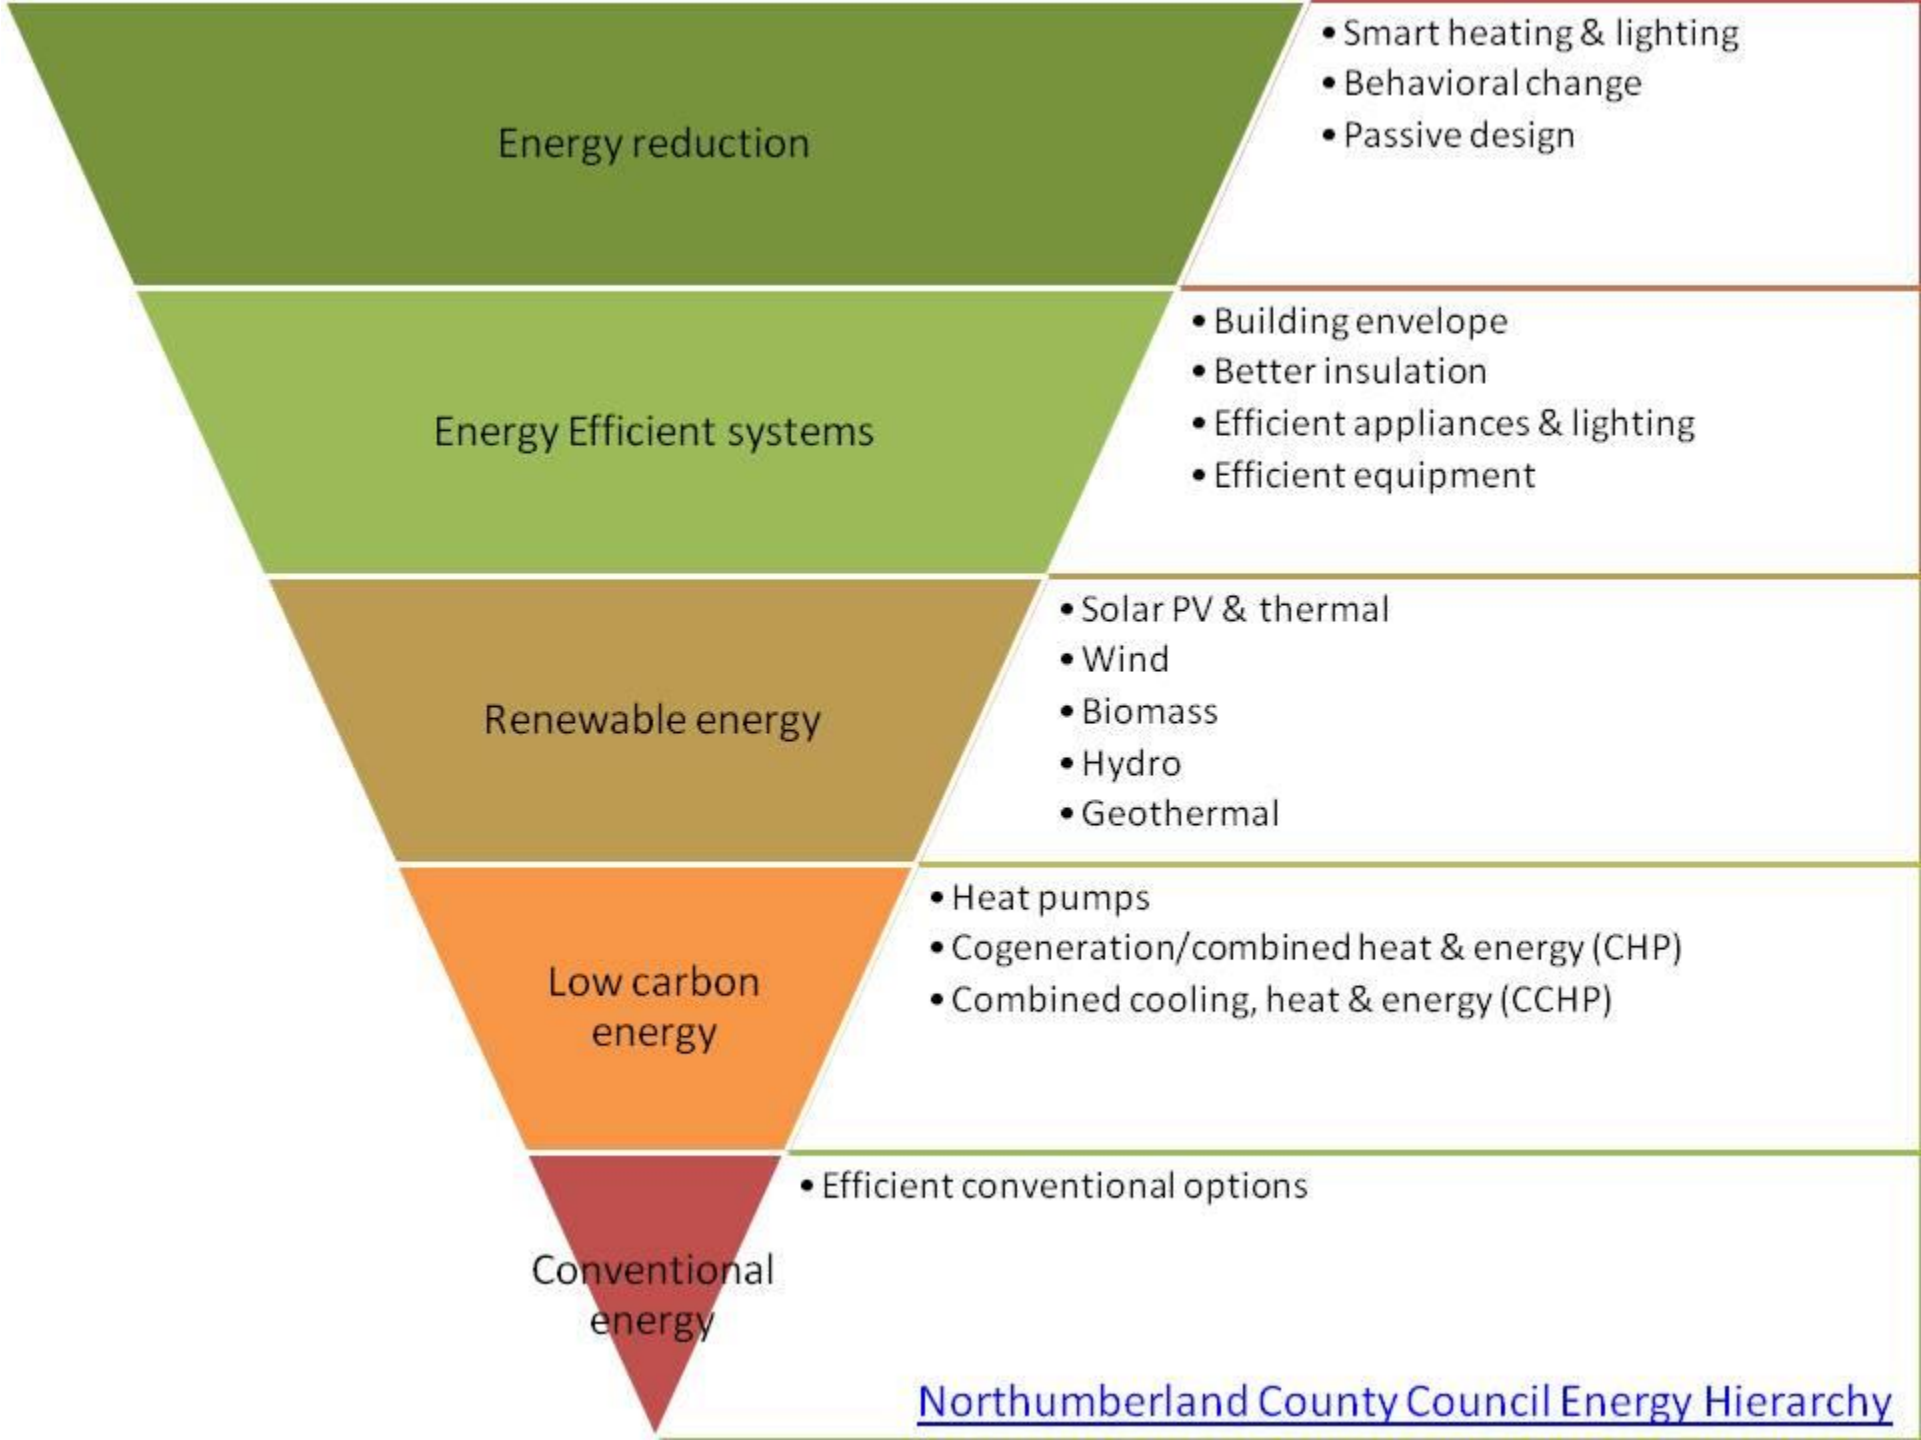 Energy reduction
• Smart heating & lighting
• Behavioral change
• Passive design
Energy Efficient systems
• Building envelope
• Better insulation
• Efficient appliances & lighting
• Efficient equipment
Renewable energy
• Solar PV & thermal
• Wind
• Biomass
• Hydro
• Geothermal
Low carbon
energy
• Heat pumps
• Cogeneration/combined heat & energy (CHP)
• Combined cooling, heat & energy (CCHP)
Conventional
energy
• Efficient conventional options
Northumberland County Council Energy Hierarchy